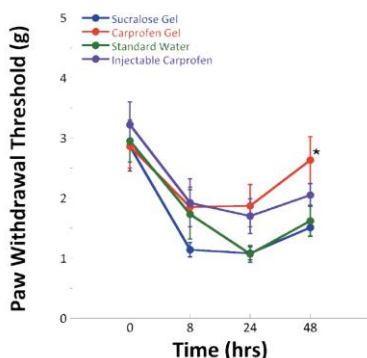 Sucralose Gel
Carprofen Gel
Standard Water
Injectable Carprofen
Paw Withdrawal Threshold (g)
5
4
3
2
1
0
*
0 8 24 48
Time (hrs)